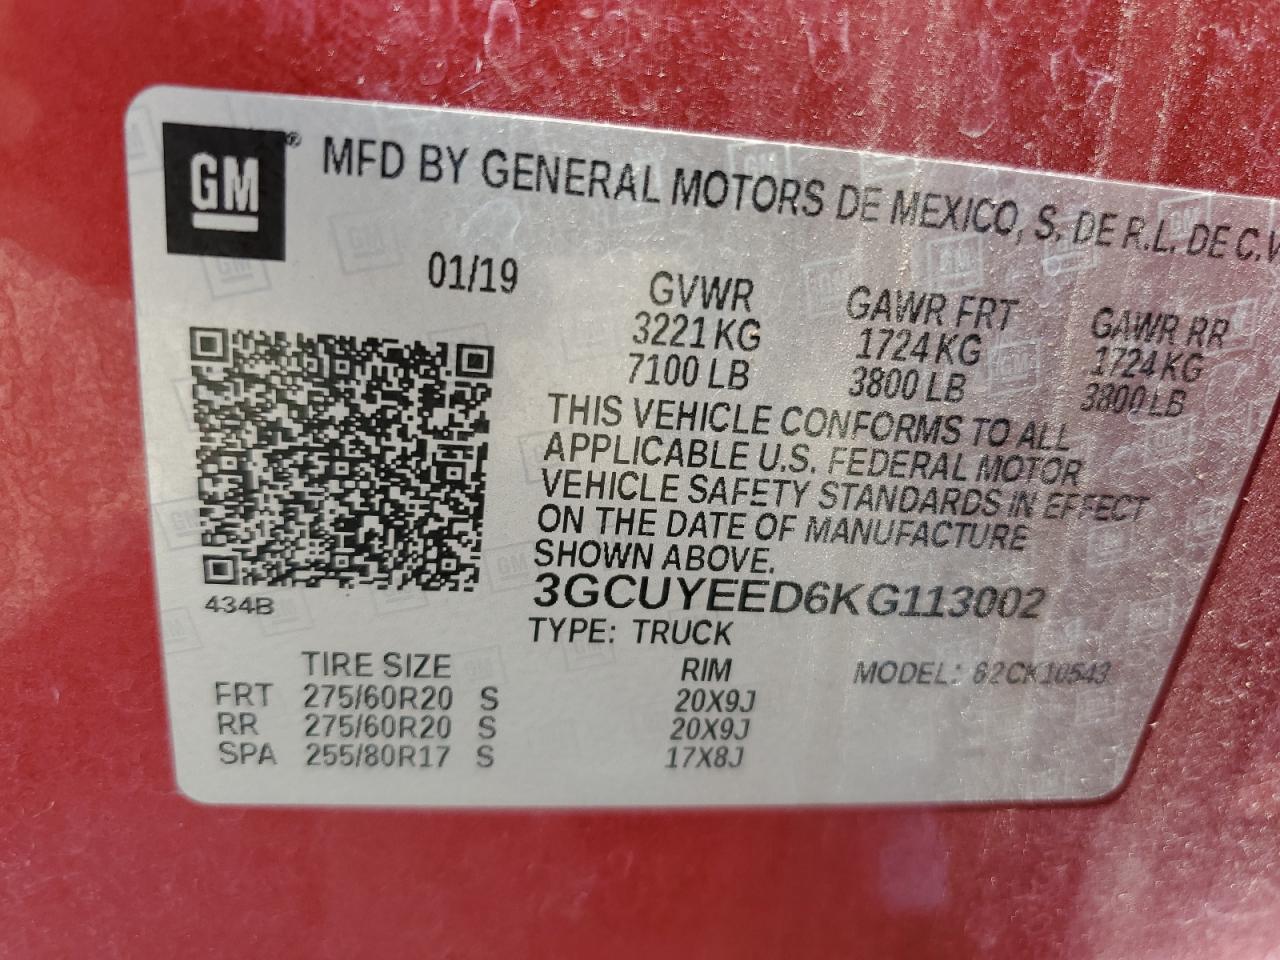 GM® MFD BY GENERAL MOTORS DE MEXICO, S. DE R.L. DE C.V
01/19
GVWR GAWR FRT GAWR RR
3221 KG 1724 KG 1724 KG
7100 LB 3800 LB 3800 LB
THIS VEHICLE CONFORMS TO ALL
APPLICABLE U.S. FEDERAL MOTOR
VEHICLE SAFETY STANDARDS IN EFFECT
ON THE DATE OF MANUFACTURE
SHOWN ABOVE.
434B
3GCUYEED6KG113002
TYPE: TRUCK
TIRE SIZE RIM MODEL: 62CK10543
FRT 275/60R20 S 20X9J
RR 275/60R20 S 20X9J
SPA 255/80R17 S 17X8J